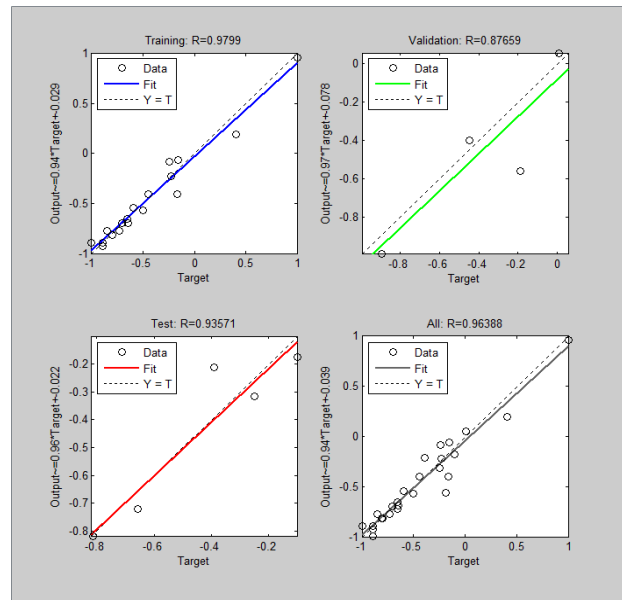 Training: R=0.9799
Output~=0.94*Target+-0.029
1
0.5
0
-0.5
-1
Data
Fit
Y = T
-1
-0.5
0
0.5
1
Target
Validation: R=0.87659
Output~=0.97*Target+-0.078
0
-0.2
-0.4
-0.6
-0.8
Data
Fit
Y = T
-0.8
-0.6
-0.4
-0.2
0
Target
Test: R=0.93571
Output~=0.96*Target+-0.022
-0.2
-0.3
-0.4
-0.5
-0.6
-0.7
-0.8
Data
Fit
Y = T
-0.8
-0.6
-0.4
-0.2
Target
All: R=0.96388
Output~=0.94*Target+-0.039
1
0.5
0
-0.5
-1
Data
Fit
Y = T
-1
-0.5
0
0.5
1
Target